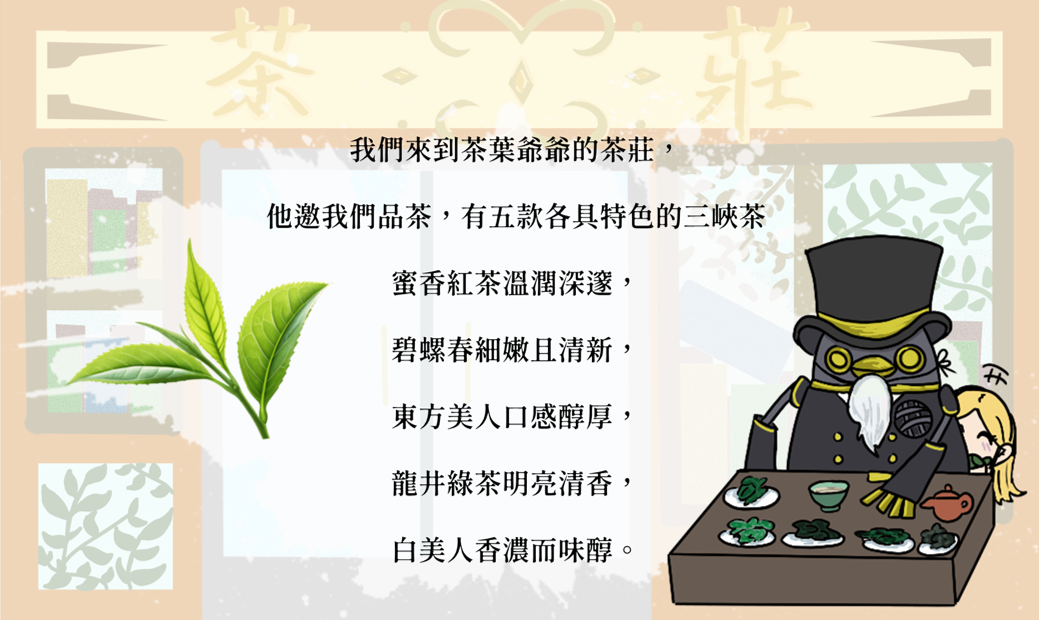 茶莊
我們來到茶葉爺爺的茶莊，
他邀我們品茶，有五款各具特色的三峽茶
蜜香紅茶溫潤深邃，
碧螺春細嫩且清新，
東方美人口感醇厚，
龍井綠茶明亮清香，
白美人香濃而味醇。